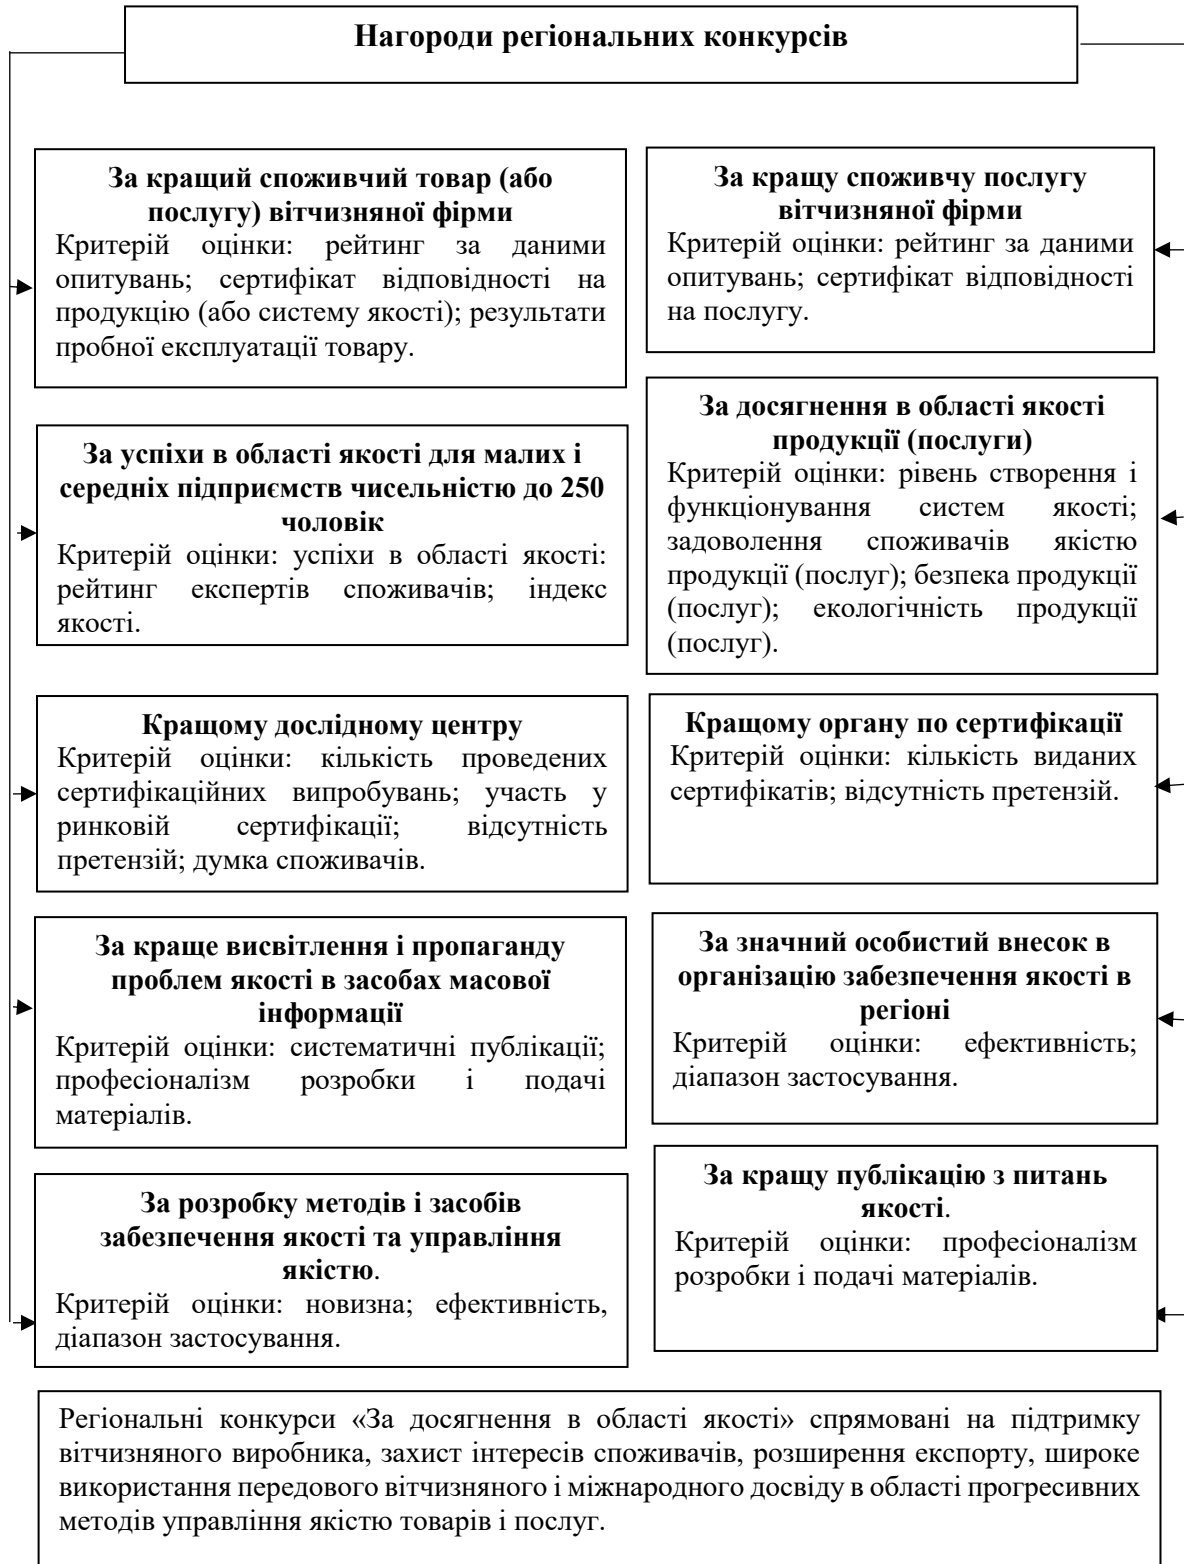 Нагороди регіональних конкурсів
За кращий споживчий товар (або
послугу) вітчизняної фірми
Критерій оцінки: рейтинг за даними
опитувань; сертифікат відповідності на
продукцію (або систему якості); результати
пробної експлуатації товару.
За кращу споживчу послугу
вітчизняної фірми
Критерій оцінки: рейтинг за даними
опитувань; сертифікат відповідності
на послугу.
За успіхи в області якості для малих і
середніх підприємств чисельністю до 250
чоловік
Критерій оцінки: успіхи в області якості:
рейтинг експертів споживачів; індекс
якості.
За досягнення в області якості
продукції (послуги)
Критерій оцінки: рівень створення і
функціонування систем якості;
задоволення споживачів якістю
продукції (послуг); безпека продукції
(послуг); екологічність продукції
(послуг).
Кращому дослідному центру
Критерій оцінки: кількість проведених
сертифікаційних випробувань; участь у
ринковій сертифікації; відсутність
претензій; думка споживачів.
Кращому органу по сертифікації
Критерій оцінки: кількість виданих
сертифікатів; відсутність претензій.
За краще висвітлення і пропаганду
проблем якості в засобах масової
інформації
Критерій оцінки: систематичні публікації;
професіоналізм розробки і подачі
матеріалів.
За значний особистий внесок в
організацію забезпечення якості в
регіоні
Критерій оцінки: ефективність;
діапазон застосування.
За розробку методів і засобів
забезпечення якості та управління
якістю.
Критерій оцінки: новизна; ефективність,
діапазон застосування.
За кращу публікацію з питань
якості.
Критерій оцінки: професіоналізм
розробки і подачі матеріалів.
Регіональні конкурси «За досягнення в області якості» спрямовані на підтримку
вітчизняного виробника, захист інтересів споживачів, розширення експорту, широке
використання передового вітчизняного і міжнародного досвіду в області прогресивних
методів управління якістю товарів і послуг.